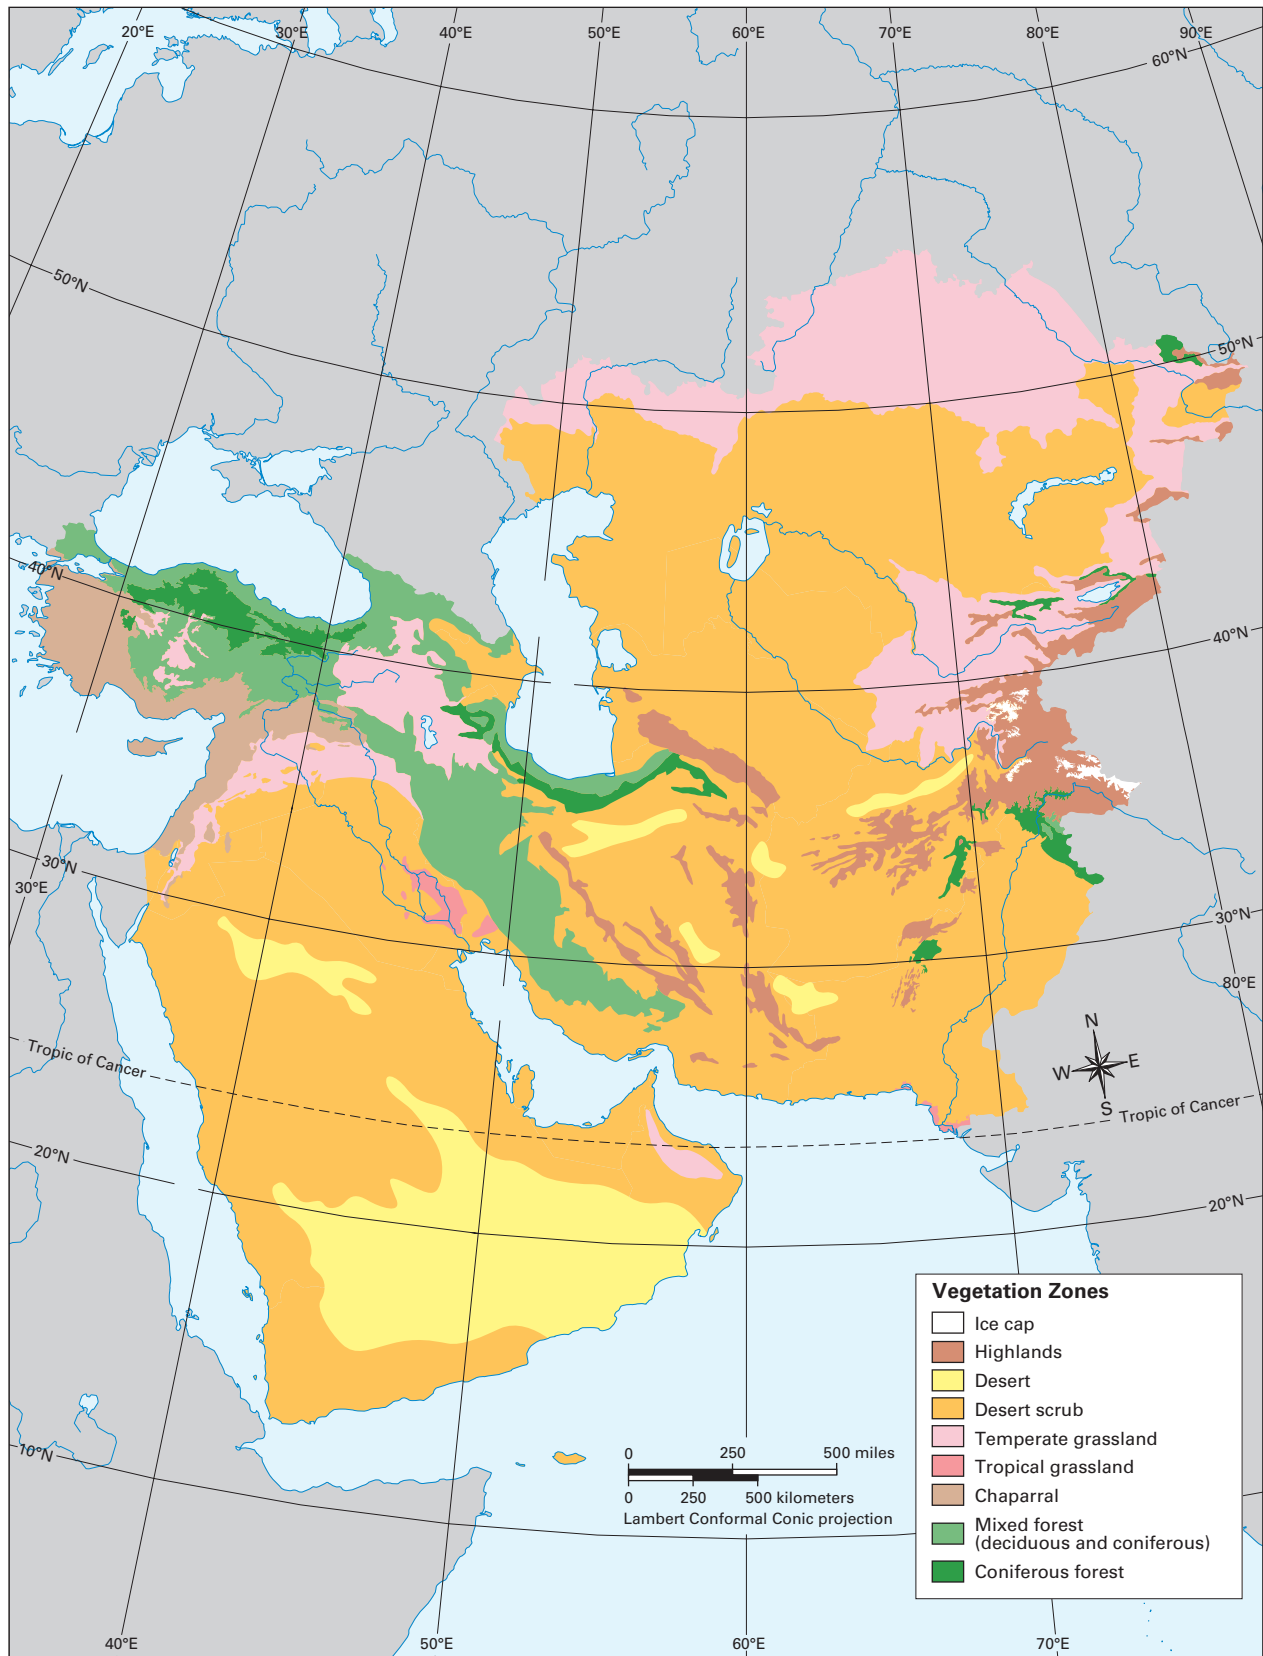 20°E
30°E
40°E
50°E
60°E
70°E
80°E
90°E
60°N
50°N
50°N
40°N
40°N
30°N
30°E
30°N
80°E
N
W
E
S
Tropic of Cancer
Tropic of Cancer
20°N
20°N
10°N
Vegetation Zones
Ice cap
Highlands
Desert
Desert scrub
Temperate grassland
Tropical grassland
Chaparral
Mixed forest
(deciduous and coniferous)
Coniferous forest
0 250 500 miles
0 250 500 kilometers
Lambert Conformal Conic projection
40°E
50°E
60°E
70°E